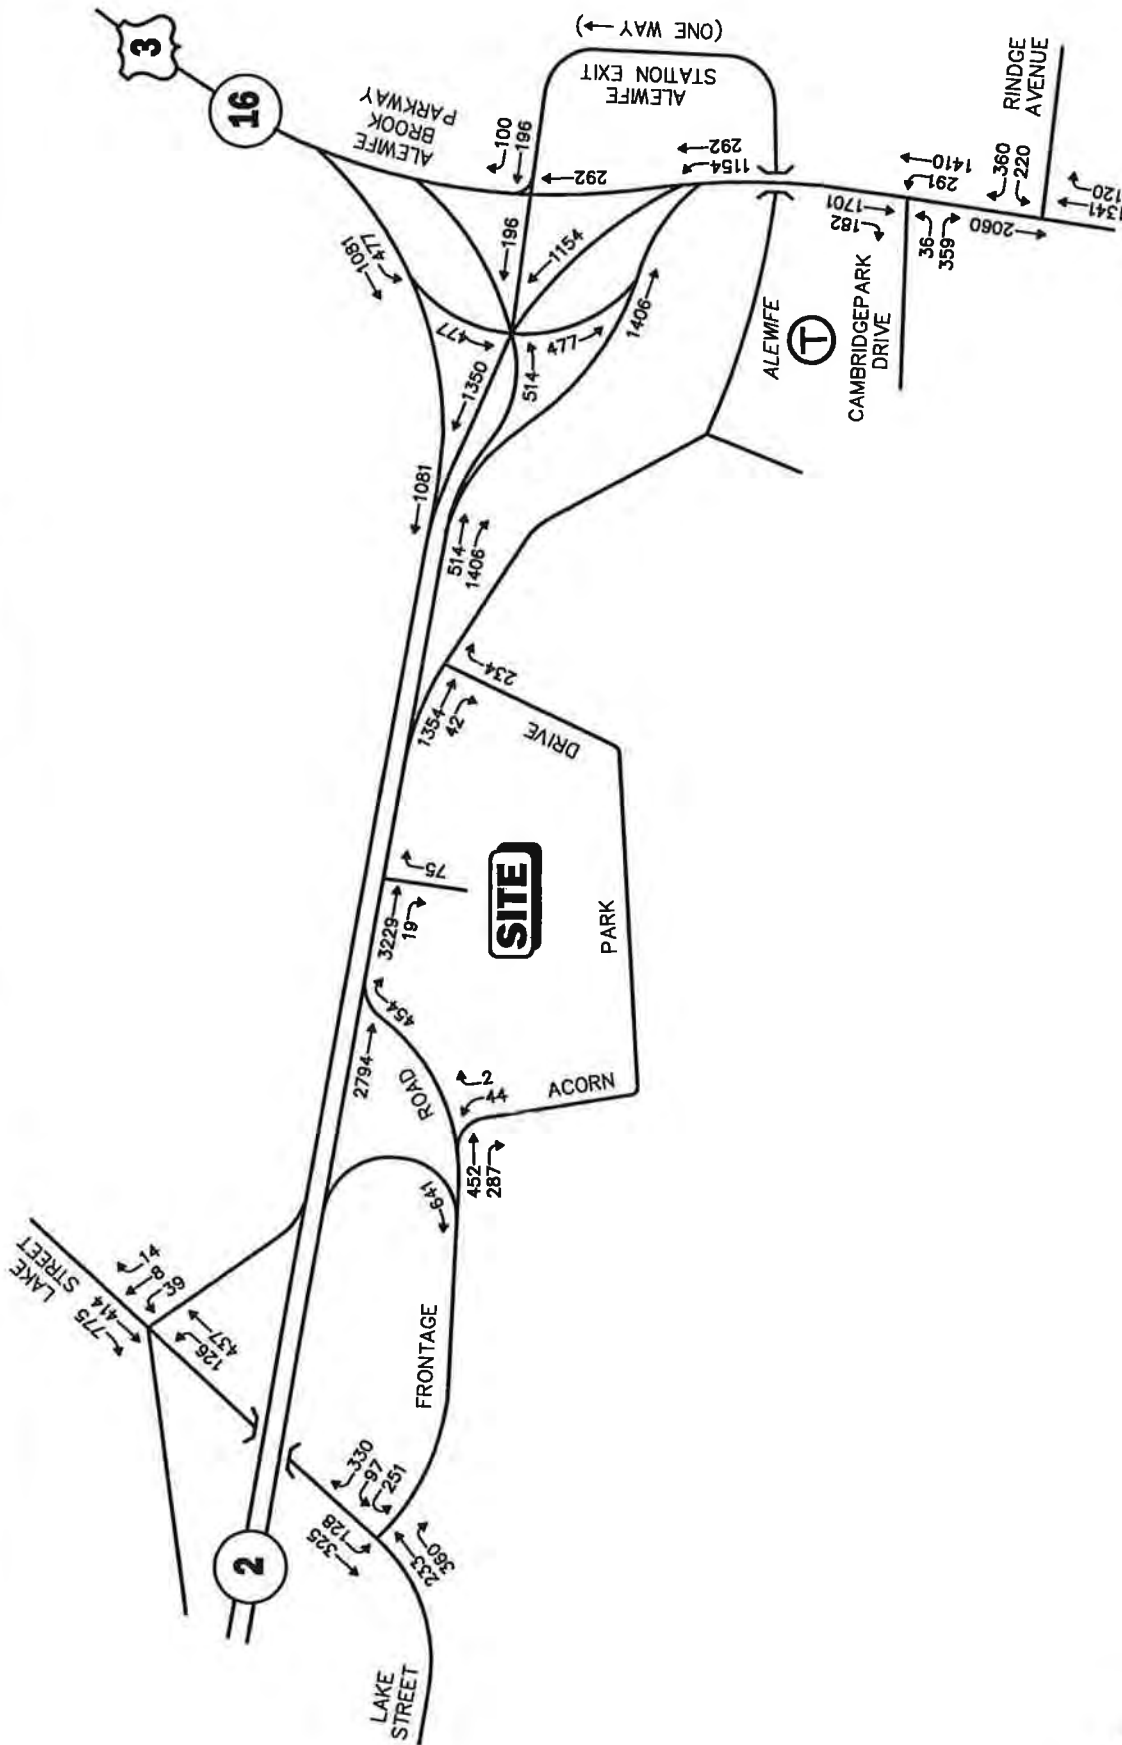 3
16
(ONE WAY →)
ALEWIFE
STATION EXIT
ALEWIFE
BROOK
PARKWAY
RINDGE
AVENUE
100
196
292
292
1154
196
1154
477
1081
477
477
1406
514
1350
1081
514
1406
1410
291
1701
182
36
359
360
220
2060
1341
120
ALEWIFE
T
CAMBRIDGEPARK
DRIVE
234
1354
42
DRIVE
75
3229
19
SITE
PARK
454
2794
ROAD
2
44
ACORN
452
287
641
FRONTAGE
LAKE
STREET
14
8
39
775
414
126
437
2
330
97
251
325
128
233
360
LAKE
STREET